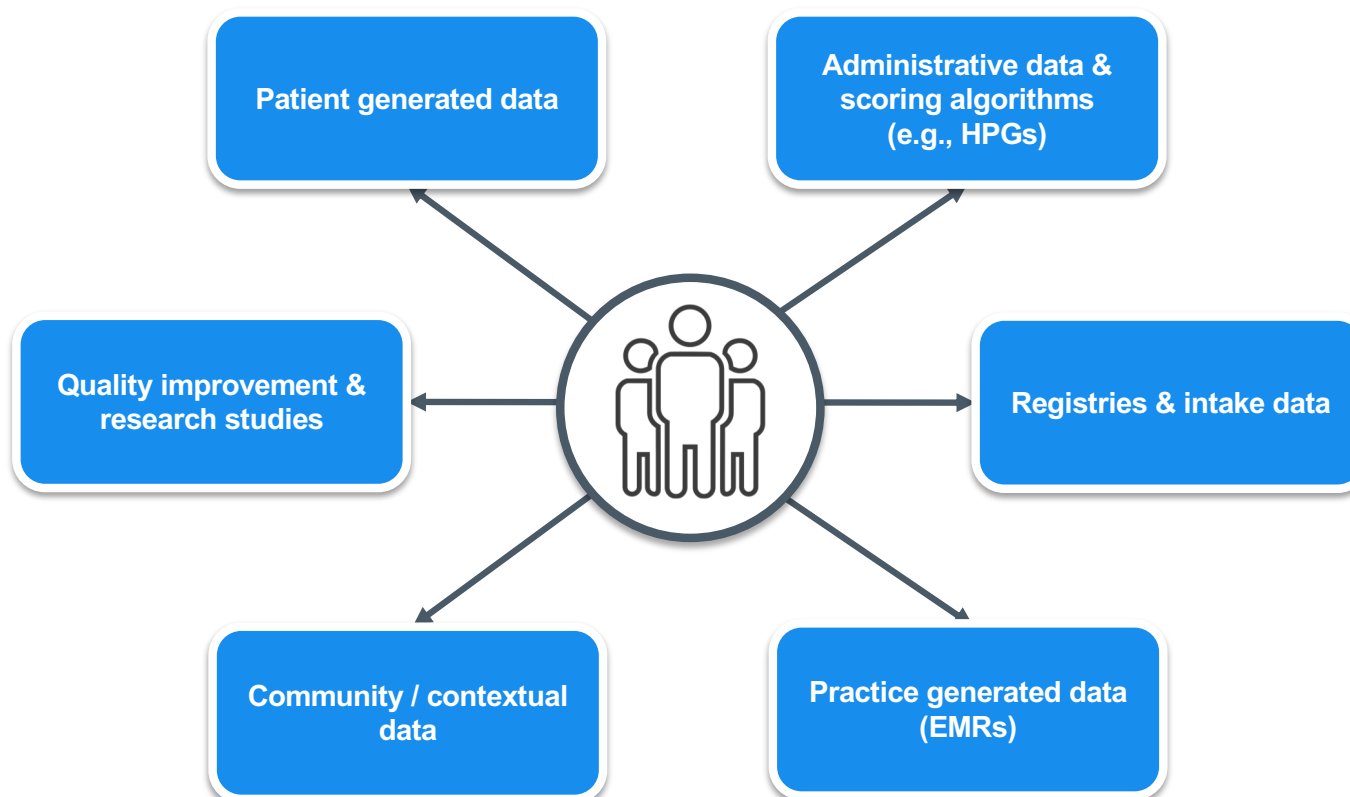 Patient generated data
Administrative data &
scoring algorithms
(e.g., HPGs)
Quality improvement &
research studies
Registries & intake data
Community / contextual
data
Practice generated data
(EMRs)